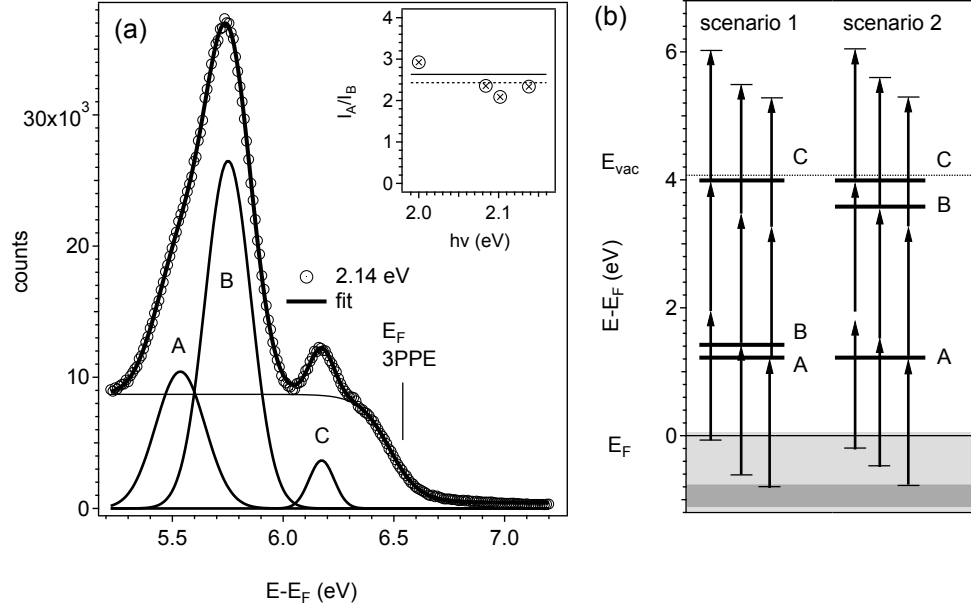 (a)
30x10³
20
10
0
counts
5.5
6.0
6.5
7.0
E-E_F (eV)
A
B
C
2.14 eV
fit
E_F
3PPE
4
3
2
1
0
I_A/I_B
2.0
2.1
hν (eV)
(b)
scenario 1
scenario 2
6
4
2
0
E-E_F (eV)
E_vac
E_F
C
B
A
C
B
A